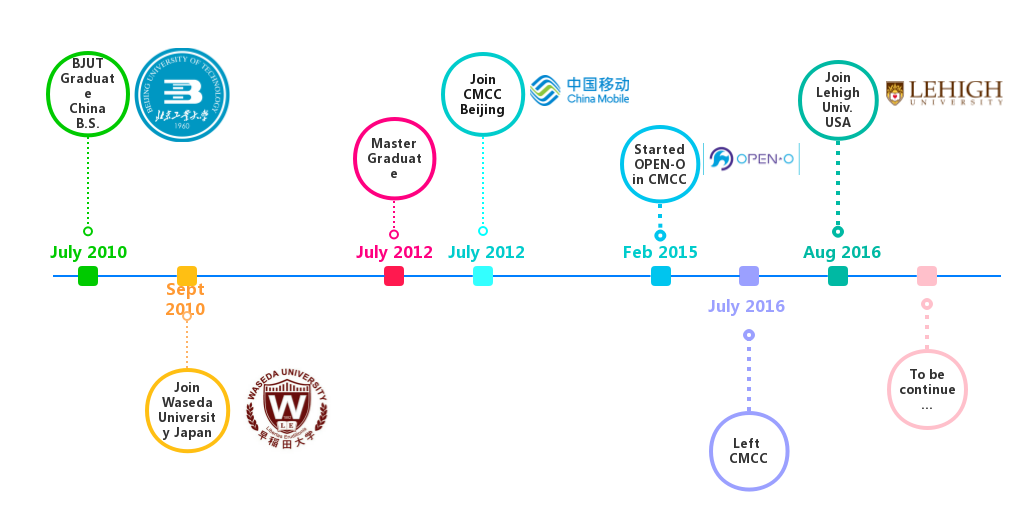 BJUT
Graduat
e
China
B.S.
BEIJING UNIVERSITY OF TECHNOLOGY
北京工业大学
1960
July 2010
Sept
2010
Join
Waseda
Universit
y Japan
WASEDA UNIVERSITY
早稲田大学
Master
Graduat
e
July 2012
Join
CMCC
Beijing
中国移动
China Mobile
July 2012
Started
OPEN-O
in CMCC
OPEN-O
Feb 2015
July 2016
Left
CMCC
Join
Lehigh
Univ.
USA
LEHIGH
UNIVERSITY
Aug 2016
To be
continue
...